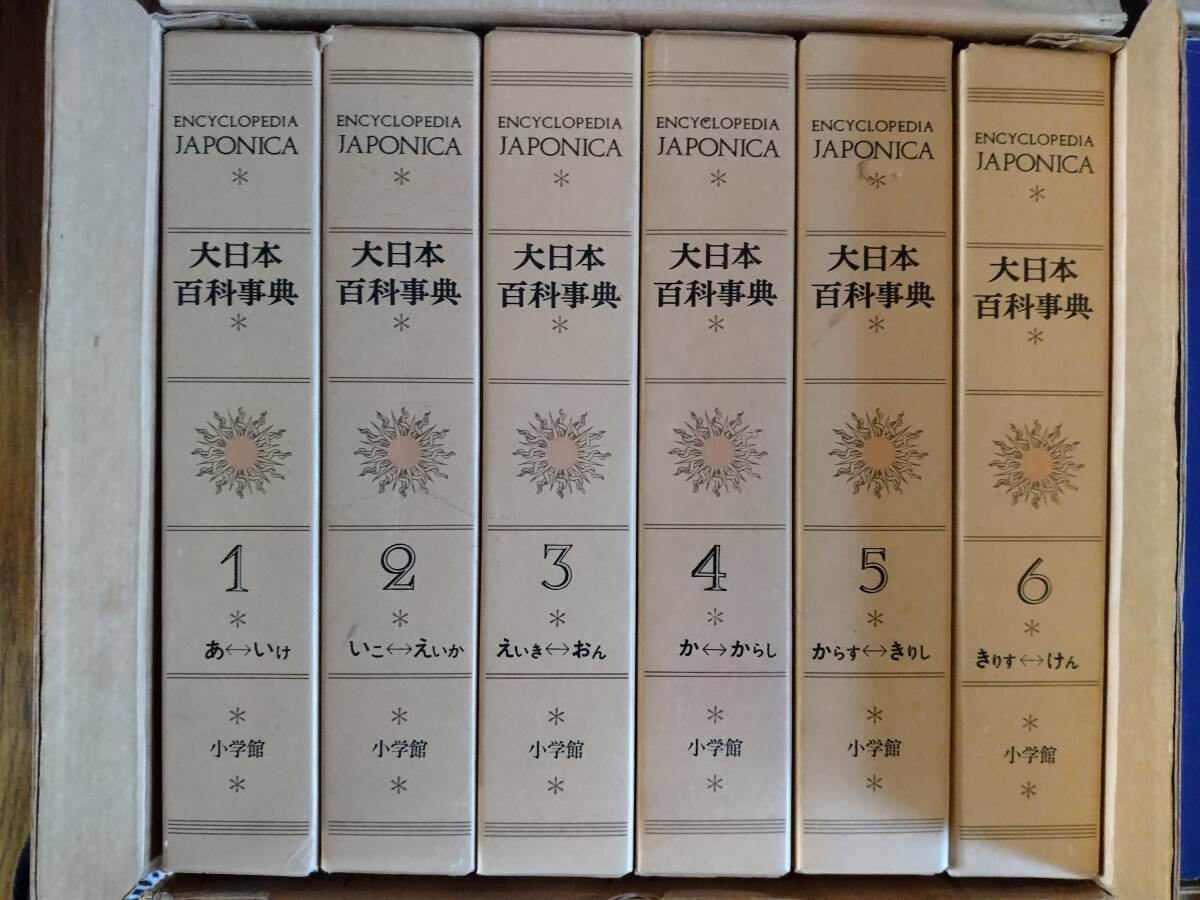 ENCYCLOPEDIA
JAPONICA
*
大日本
百科事典
*
1
*
あ↔いけ
*
小学館
*
ENCYCLOPEDIA
JAPONICA
*
大日本
百科事典
*
2
*
いこ↔えいか
*
小学館
*
ENCYCLOPEDIA
JAPONICA
*
大日本
百科事典
*
3
*
えいき↔おん
*
小学館
*
ENCYCLOPEDIA
JAPONICA
*
大日本
百科事典
*
4
*
か↔からし
*
小学館
*
ENCYCLOPEDIA
JAPONICA
*
大日本
百科事典
*
5
*
からす↔きりし
*
小学館
*
ENCYCLOPEDIA
JAPONICA
*
大日本
百科事典
*
6
*
きりす↔けん
*
小学館
*